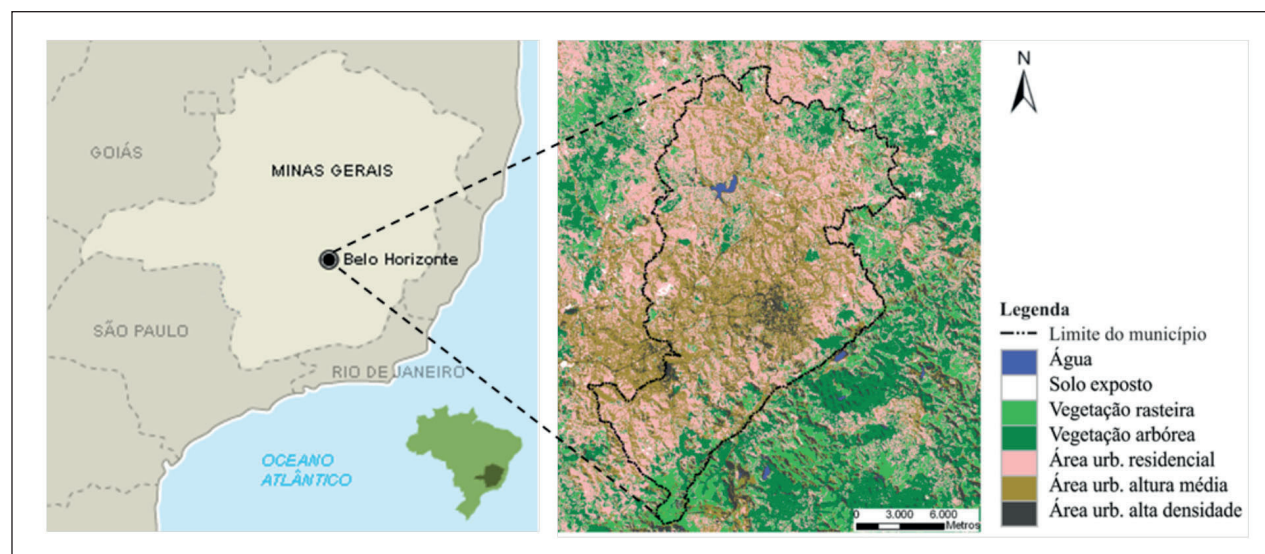 GOIÁS
MINAS GERAIS
Belo Horizonte
SÃO PAULO
RIO DE JANEIRO
OCEANO
ATLÂNTICO
N
Legenda
Limite do município
Água
Solo exposto
Vegetação rasteira
Vegetação arbórea
Área urb. residencial
Área urb. altura média
Área urb. alta densidade
0 3.000 6.000
Metros